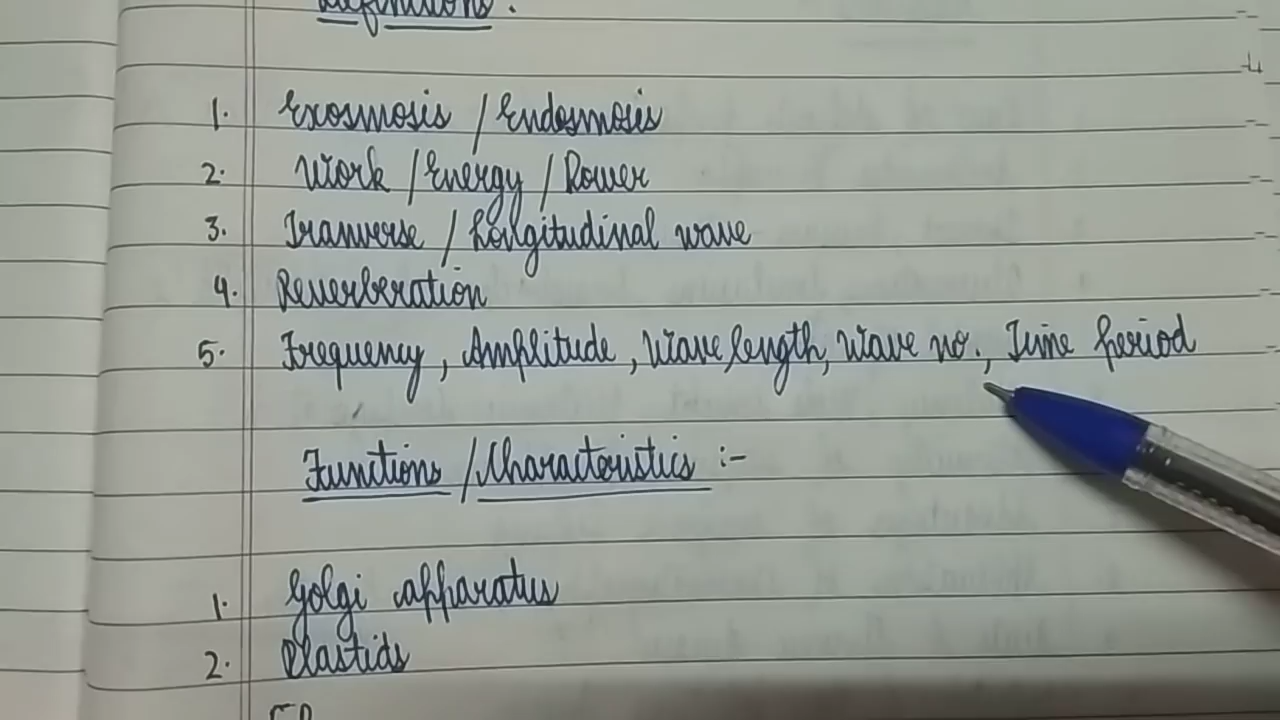 Definitions.
1. Exosmosis / Endosmosis
2. Work / Energy / Power
3. Tranverse / Longitudinal wave
4. Reverberation
5. Frequency, Amplitude, Wave length, Wave no., Time period
Functions / Characteristics :-
1. Golgi apparatus
2. Plastids